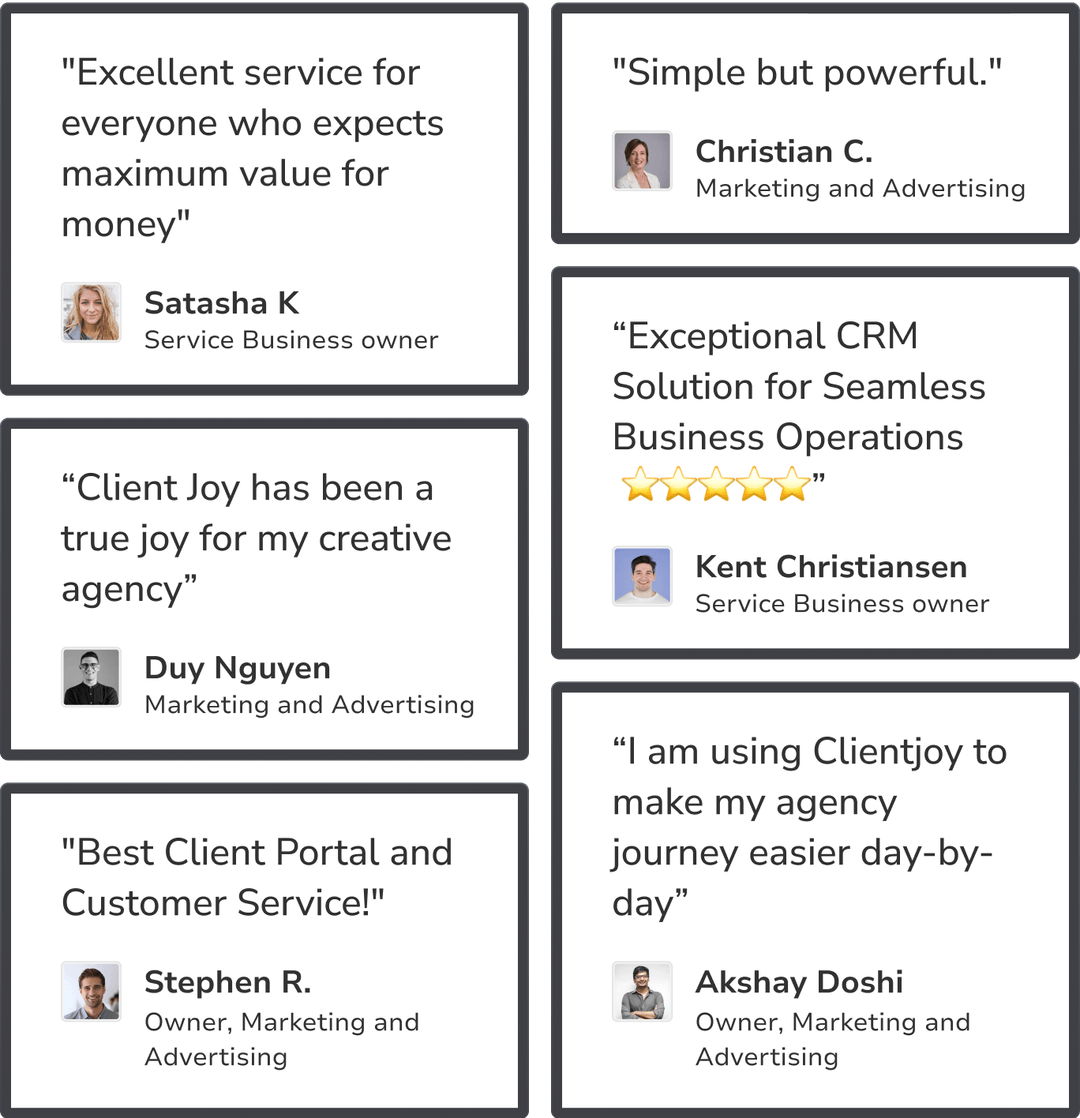 "Excellent service for
everyone who expects
maximum value for
money"
Satasha K
Service Business owner
“Client Joy has been a
true joy for my creative
agency”
Duy Nguyen
Marketing and Advertising
"Best Client Portal and
Customer Service!"
Stephen R.
Owner, Marketing and
Advertising
"Simple but powerful."
Christian C.
Marketing and Advertising
“Exceptional CRM
Solution for Seamless
Business Operations
⭐⭐⭐⭐⭐”
Kent Christiansen
Service Business owner
“I am using Clientjoy to
make my agency
journey easier day-by-
day”
Akshay Doshi
Owner, Marketing and
Advertising